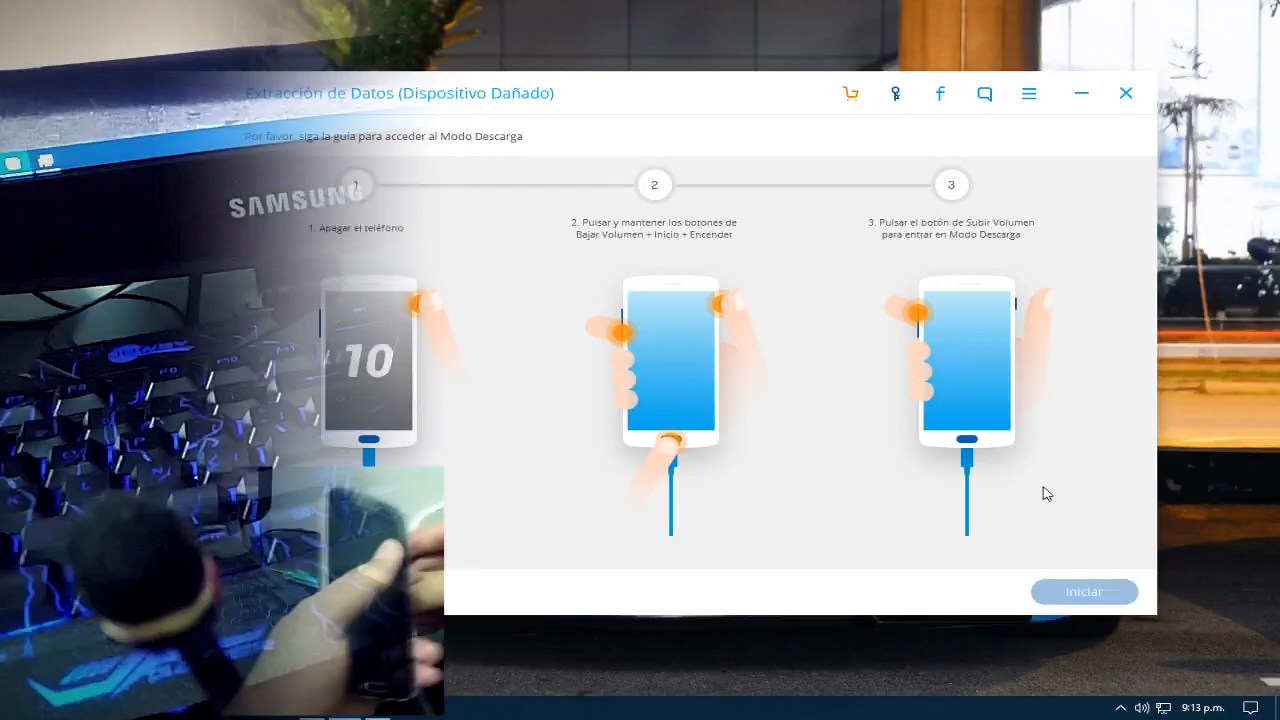 Extracción de Datos (Dispositivo Dañado)
Por favor, siga la guía para acceder al Modo Descarga
SAMSUNG
1
2
3
1. Apagar el teléfono
2. Pulsar y mantener los botones de
Bajar Volumen + Inicio + Encender
3. Pulsar el botón de Subir Volumen
para entrar en Modo Descarga
10
Iniciar
9:13 p.m.